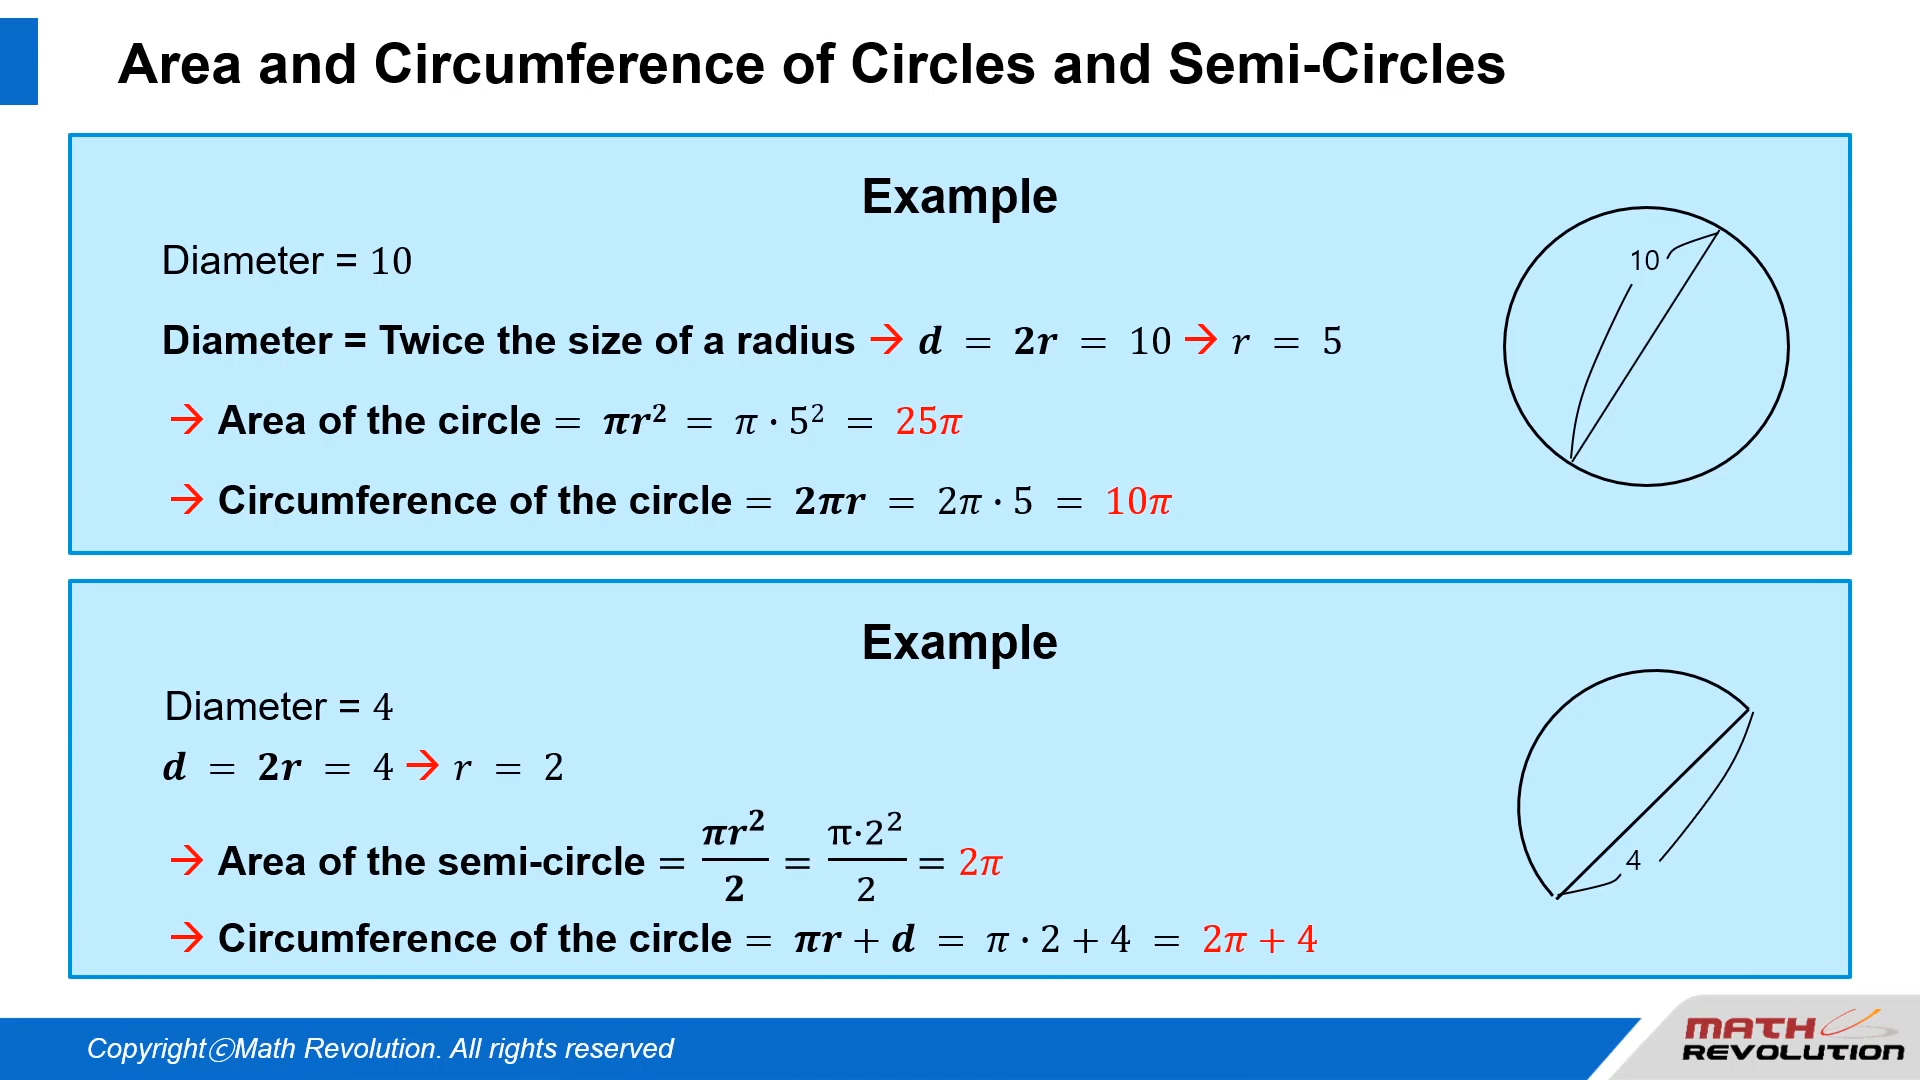 Area and Circumference of Circles and Semi-Circles
Example
Diameter = 10
Diameter = Twice the size of a radius → d = 2r = 10 → r = 5
→ Area of the circle = πr² = π · 5² = 25π
→ Circumference of the circle = 2πr = 2π · 5 = 10π
10
Example
Diameter = 4
d = 2r = 4 → r = 2
→ Area of the semi-circle = πr²/2 = π·2²/2 = 2π
→ Circumference of the circle = πr + d = π · 2 + 4 = 2π + 4
4
CopyrightⓒMath Revolution. All rights reserved
MATH
REVOLUTION